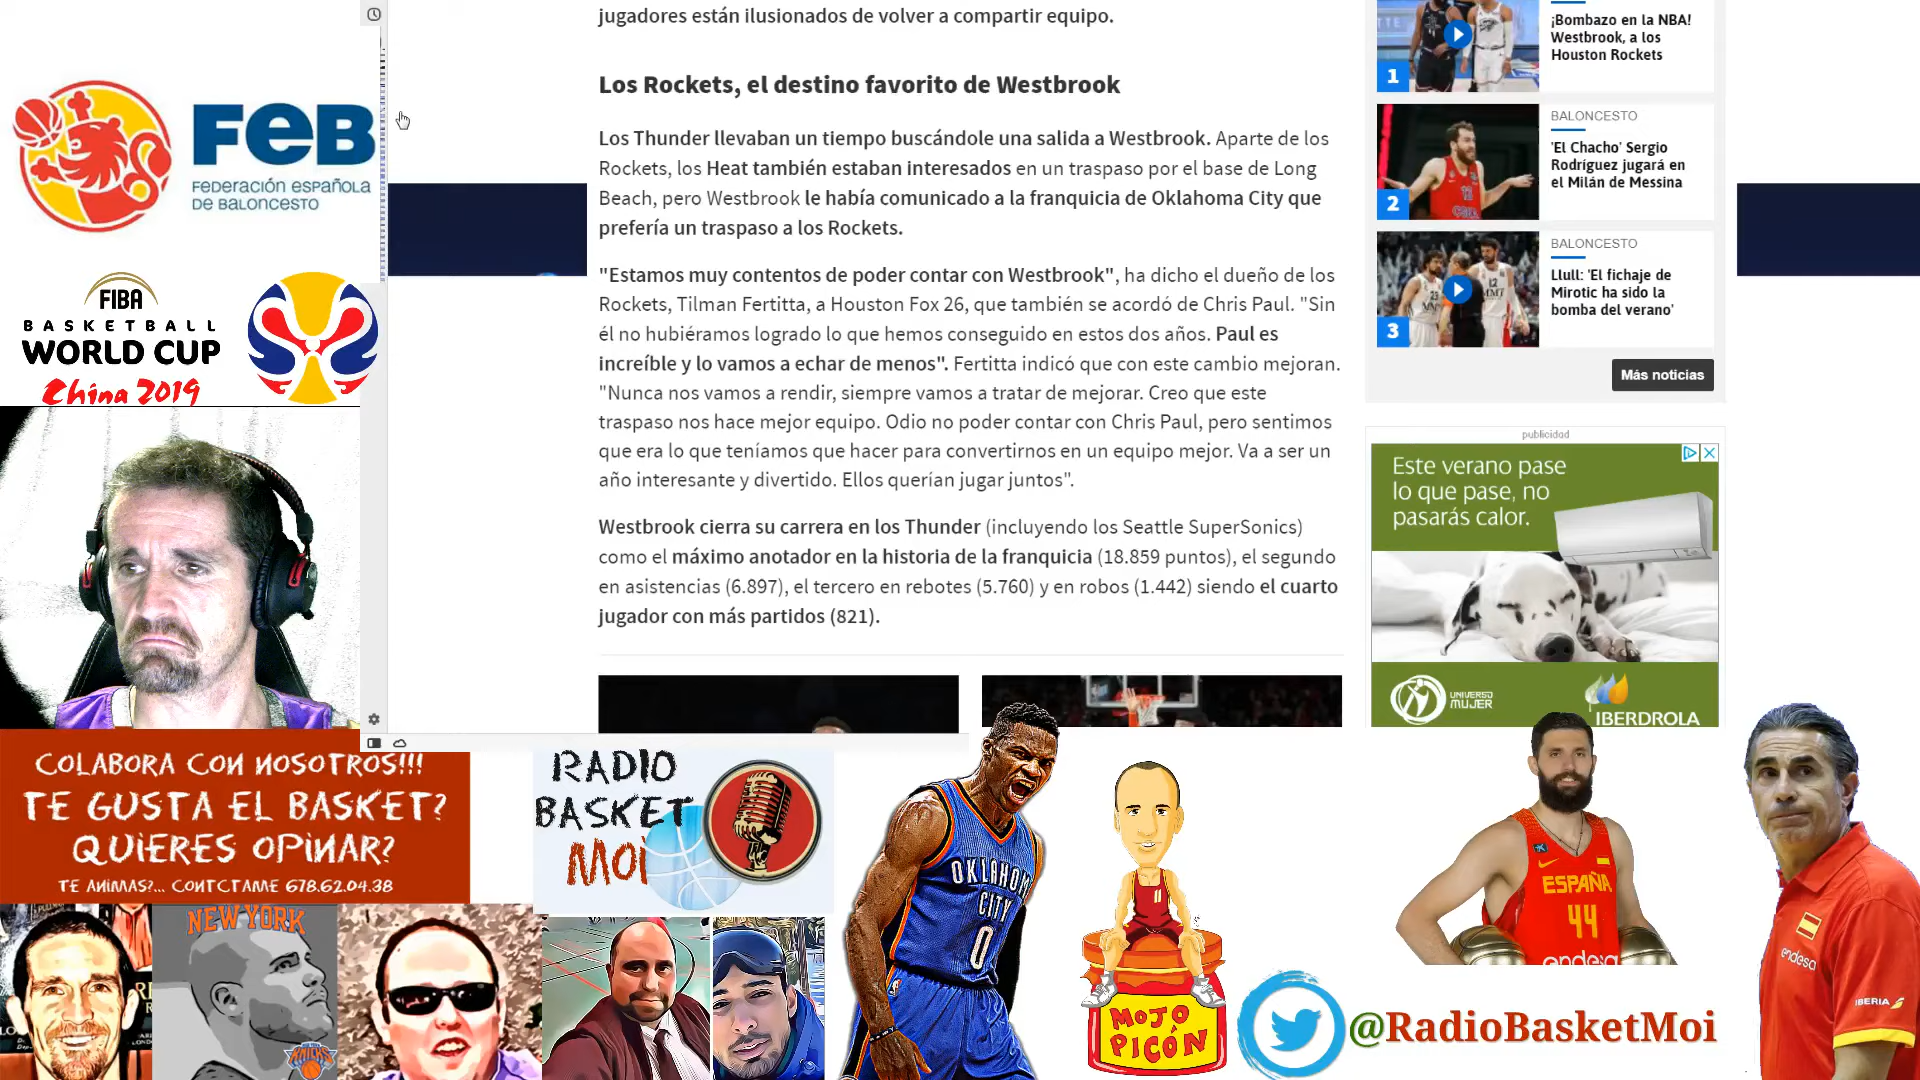 FeB
FEDERACIÓN ESPAÑOLA
DE BALONCESTO
FIBA
BASKETBALL
WORLD CUP
China 2019
jugadores están ilusionados de volver a compartir equipo.
Los Rockets, el destino favorito de Westbrook
Los Thunder llevaban un tiempo buscándole una salida a Westbrook. Aparte de los
Rockets, los Heat también estaban interesados en un traspaso por el base de Long
Beach, pero Westbrook le había comunicado a la franquicia de Oklahoma City que
prefería un traspaso a los Rockets.
"Estamos muy contentos de poder contar con Westbrook", ha dicho el dueño de los
Rockets, Tilman Fertitta, a Houston Fox 26, que también se acordó de Chris Paul. "Sin
él no hubiéramos logrado lo que hemos conseguido en estos dos años. Paul es
increíble y lo vamos a echar de menos". Fertitta indicó que con este cambio mejoran.
"Nunca nos vamos a rendir, siempre vamos a tratar de mejorar. Creo que este
traspaso nos hace mejor equipo. Odio no poder contar con Chris Paul, pero sentimos
que era lo que teníamos que hacer para convertirnos en un equipo mejor. Va a ser un
año interesante y divertido. Ellos querían jugar juntos".
Westbrook cierra su carrera en los Thunder (incluyendo los Seattle SuperSonics)
como el máximo anotador en la historia de la franquicia (18.859 puntos), el segundo
en asistencias (6.897), el tercero en rebotes (5.760) y en robos (1.442) siendo el cuarto
jugador con más partidos (821).
¡Bombazo en la NBA!
Westbrook, a los
Houston Rockets
1
BALONCESTO
'El Chacho' Sergio
Rodríguez jugará en
el Milán de Messina
2
BALONCESTO
Llull: 'El fichaje de
Mirotic ha sido la
bomba del verano'
3
Más noticias
publicidad
Este verano pase
lo que pase, no
pasarás calor.
UNIVERSO
MUJER
IBERDROLA
COLABORA CON NOSOTROS!!!
TE GUSTA EL BASKET?
QUIERES OPINAR?
TE ANIMAS?... CONTCTAME 678.62.04.38
RADIO
BASKET
MOI
NEW YORK
KNICKS
OKLAHOM
CITY
0
11
MOJO
PICÓN
ESPAÑA
44
endesa
endesa
IBERIA
@RadioBasketMoi